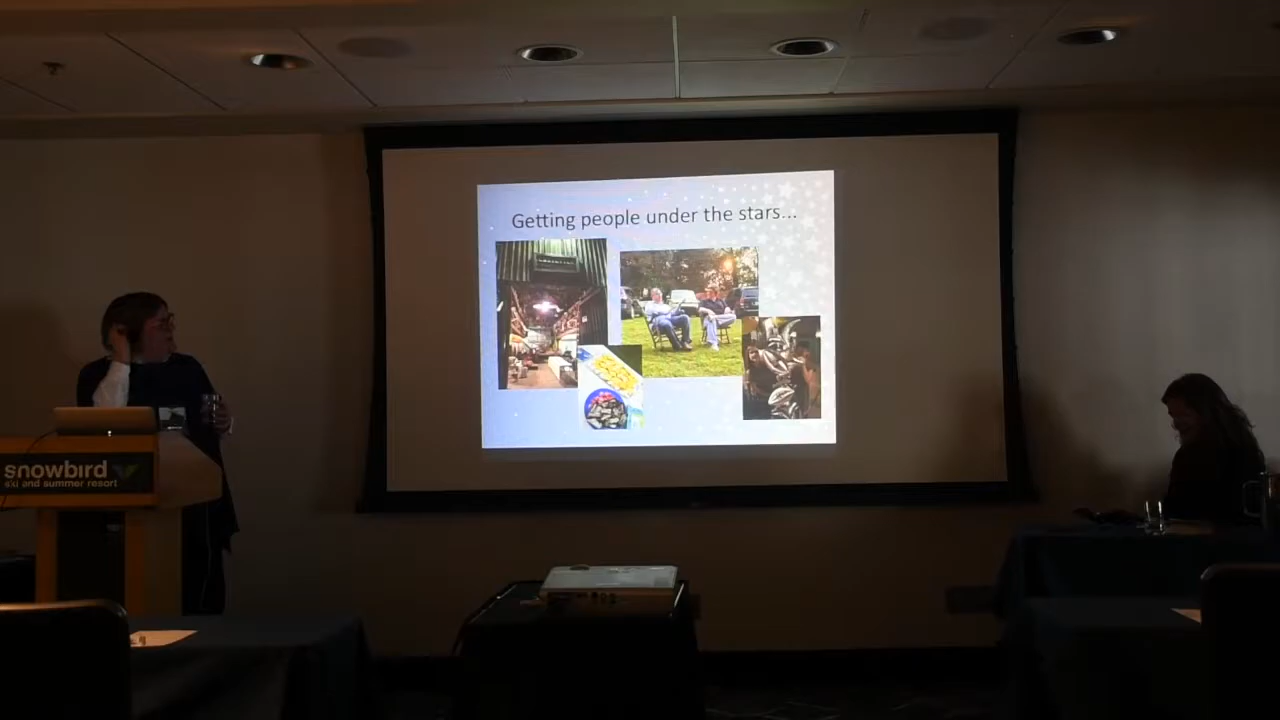 Getting people under the stars...
snowbird
ski and summer resort